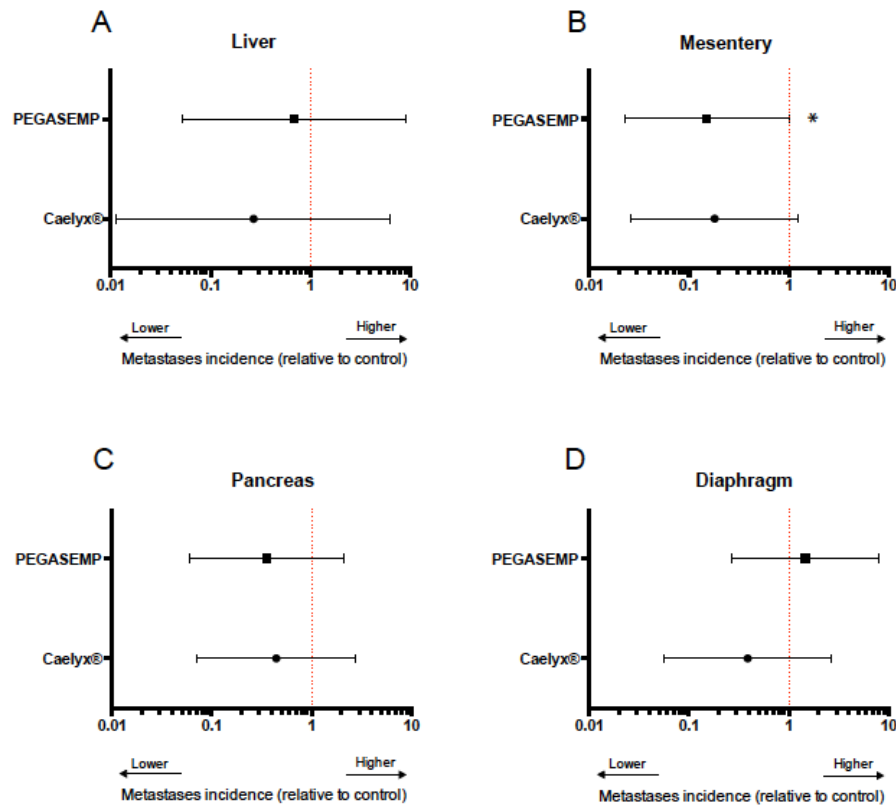 A
Liver
PEGASEMP
Caelyx®
0.01 0.1 1 10
Lower Higher
Metastases incidence (relative to control)
B
Mesentery
PEGASEMP *
Caelyx®
0.01 0.1 1 10
Lower Higher
Metastases incidence (relative to control)
C
Pancreas
PEGASEMP
Caelyx®
0.01 0.1 1 10
Lower Higher
Metastases incidence (relative to control)
D
Diaphragm
PEGASEMP
Caelyx®
0.01 0.1 1 10
Lower Higher
Metastases incidence (relative to control)